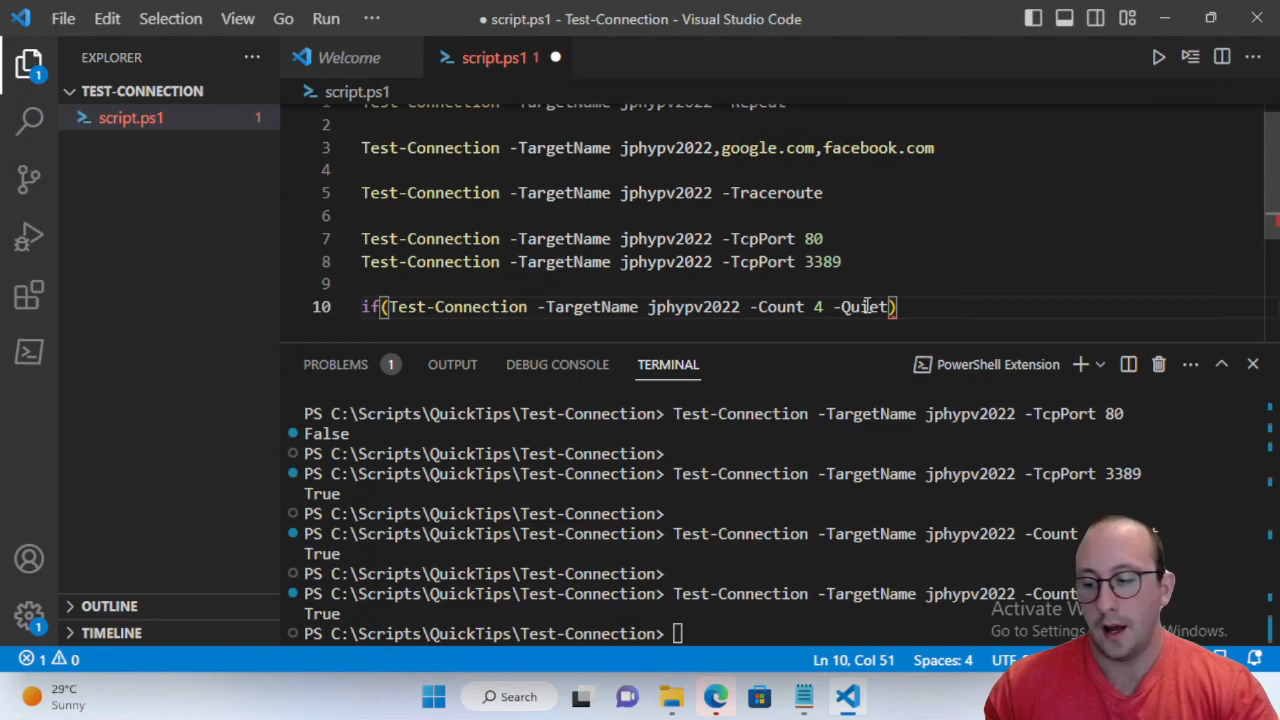 File Edit Selection View Go Run ··· ● script.ps1 - Test-Connection - Visual Studio Code
EXPLORER ···
Welcome script.ps1 1 ●
TEST-CONNECTION
script.ps1 1
script.ps1
1 Test-Connection -TargetName jphypv2022 -Repeat
2
3 Test-Connection -TargetName jphypv2022,google.com,facebook.com
4
5 Test-Connection -TargetName jphypv2022 -Traceroute
6
7 Test-Connection -TargetName jphypv2022 -TcpPort 80
8 Test-Connection -TargetName jphypv2022 -TcpPort 3389
9
10 if(Test-Connection -TargetName jphypv2022 -Count 4 -Quiet)
PROBLEMS 1 OUTPUT DEBUG CONSOLE TERMINAL PowerShell Extension
PS C:\Scripts\QuickTips\Test-Connection> Test-Connection -TargetName jphypv2022 -TcpPort 80
False
PS C:\Scripts\QuickTips\Test-Connection>
PS C:\Scripts\QuickTips\Test-Connection> Test-Connection -TargetName jphypv2022 -TcpPort 3389
True
PS C:\Scripts\QuickTips\Test-Connection>
PS C:\Scripts\QuickTips\Test-Connection> Test-Connection -TargetName jphypv2022 -Count
True
PS C:\Scripts\QuickTips\Test-Connection>
PS C:\Scripts\QuickTips\Test-Connection> Test-Connection -TargetName jphypv2022 -Count
True
PS C:\Scripts\QuickTips\Test-Connection>
Activate
Go to Settings Windows.
OUTLINE
TIMELINE
1 0 Ln 10, Col 51 Spaces: 4
29°C
Sunny
Search